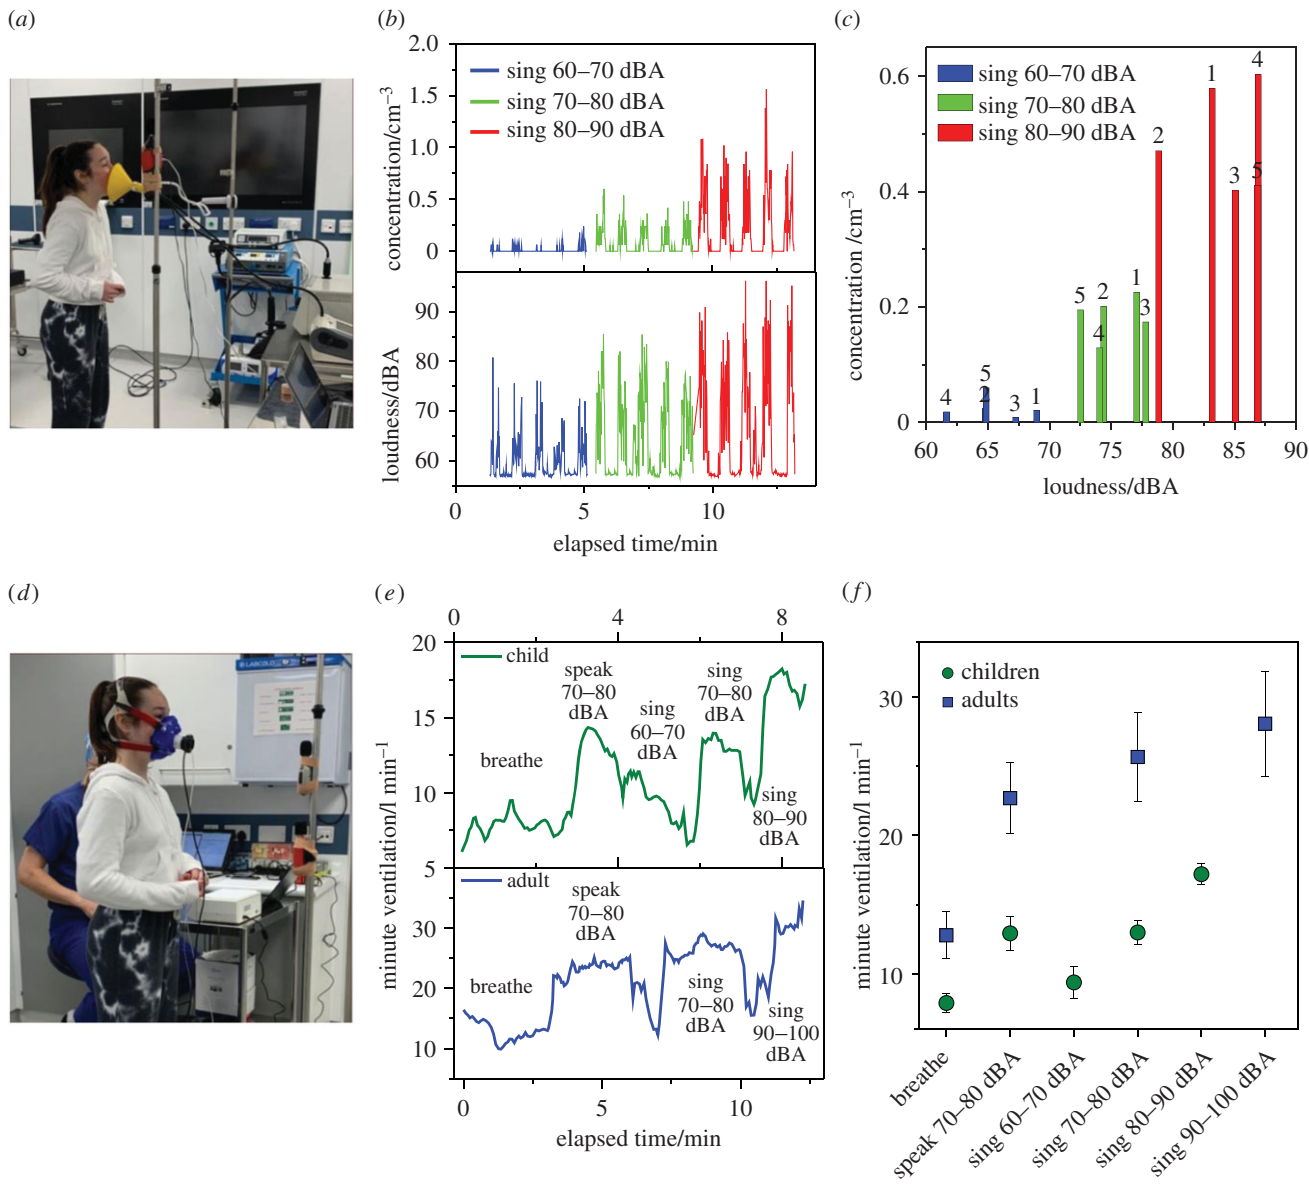 (a)
(b)
2.0
1.5
1.0
0.5
0
concentration/cm⁻³
sing 60–70 dBA
sing 70–80 dBA
sing 80–90 dBA
90
80
70
60
loudness/dBA
0
5
10
elapsed time/min
(c)
0.6
0.4
0.2
0
concentration /cm⁻³
sing 60–70 dBA
sing 70–80 dBA
sing 80–90 dBA
4
5
2
3
1
5
4
2
1
3
2
1
3
4
5
60
65
70
75
80
85
90
loudness/dBA
(d)
LABCOLD
(e)
0
4
8
20
15
10
5
child
breathe
speak
70–80
dBA
sing
60–70
dBA
sing
70–80
dBA
sing
80–90
dBA
minute ventilation/l min⁻¹
30
20
10
adult
breathe
speak
70–80
dBA
sing
70–80
dBA
sing
90–100
dBA
0
5
10
elapsed time/min
(f)
30
20
10
minute ventilation/l min⁻¹
children
adults
breathe
speak 70–80 dBA
sing 60–70 dBA
sing 70–80 dBA
sing 80–90 dBA
sing 90–100 dBA